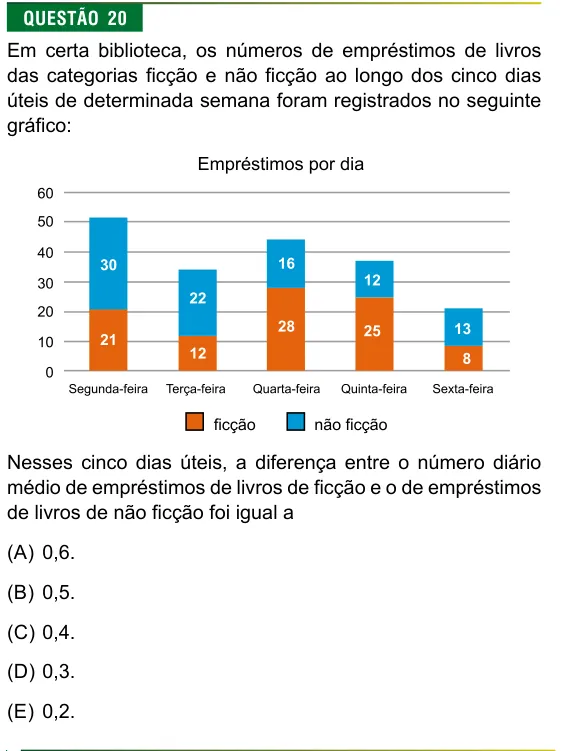 QUESTÃO 20
Em certa biblioteca, os números de empréstimos de livros
das categorias ficção e não ficção ao longo dos cinco dias
úteis de determinada semana foram registrados no seguinte
gráfico:
Empréstimos por dia
60
50
40
30
20
10
0
30
21
22
12
16
28
12
25
13
8
Segunda-feira Terça-feira Quarta-feira Quinta-feira Sexta-feira
ficção não ficção
Nesses cinco dias úteis, a diferença entre o número diário
médio de empréstimos de livros de ficção e o de empréstimos
de livros de não ficção foi igual a
(A) 0,6.
(B) 0,5.
(C) 0,4.
(D) 0,3.
(E) 0,2.